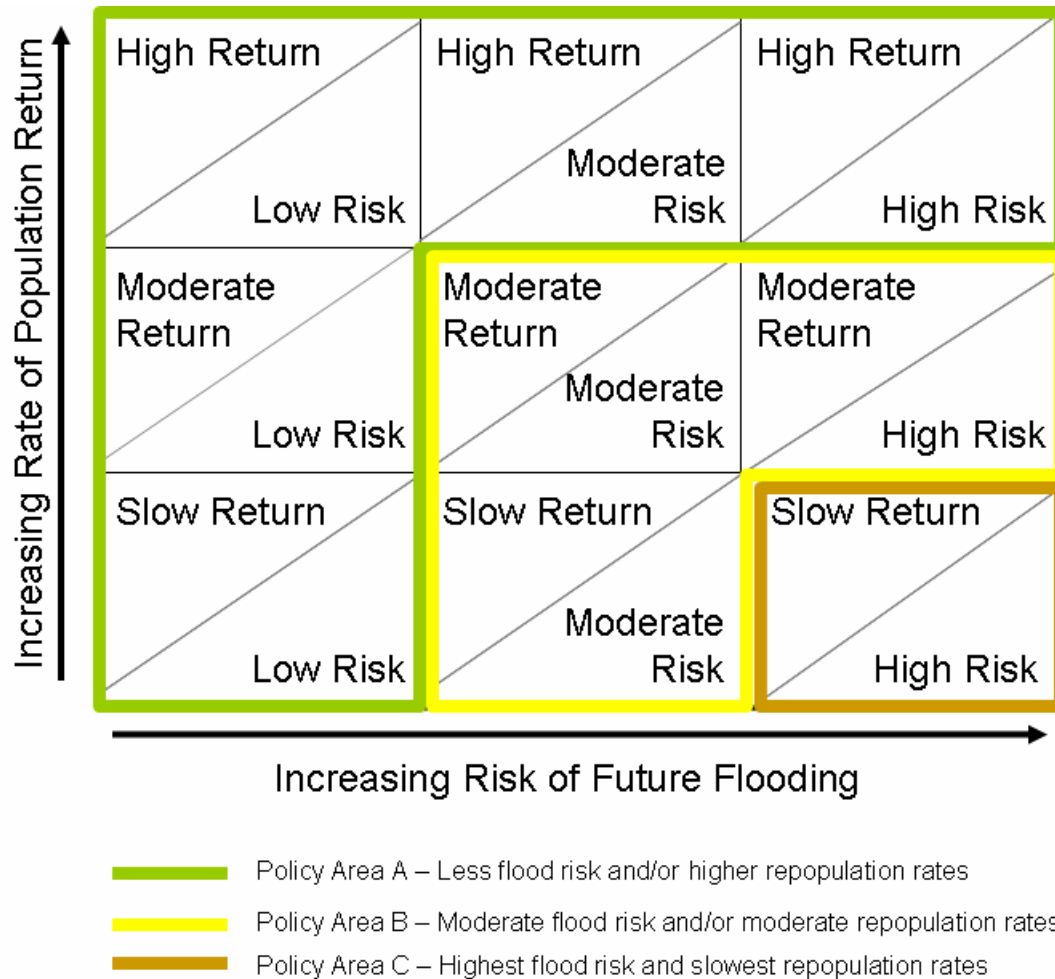 Increasing Rate of Population Return
High Return
Low Risk
High Return
Moderate
Risk
High Return
High Risk
Moderate
Return
Low Risk
Moderate
Return
Moderate
Risk
Moderate
Return
High Risk
Slow Return
Low Risk
Slow Return
Moderate
Risk
Slow Return
High Risk
Increasing Risk of Future Flooding
Policy Area A – Less flood risk and/or higher repopulation rates
Policy Area B – Moderate flood risk and/or moderate repopulation rates
Policy Area C – Highest flood risk and slowest repopulation rates